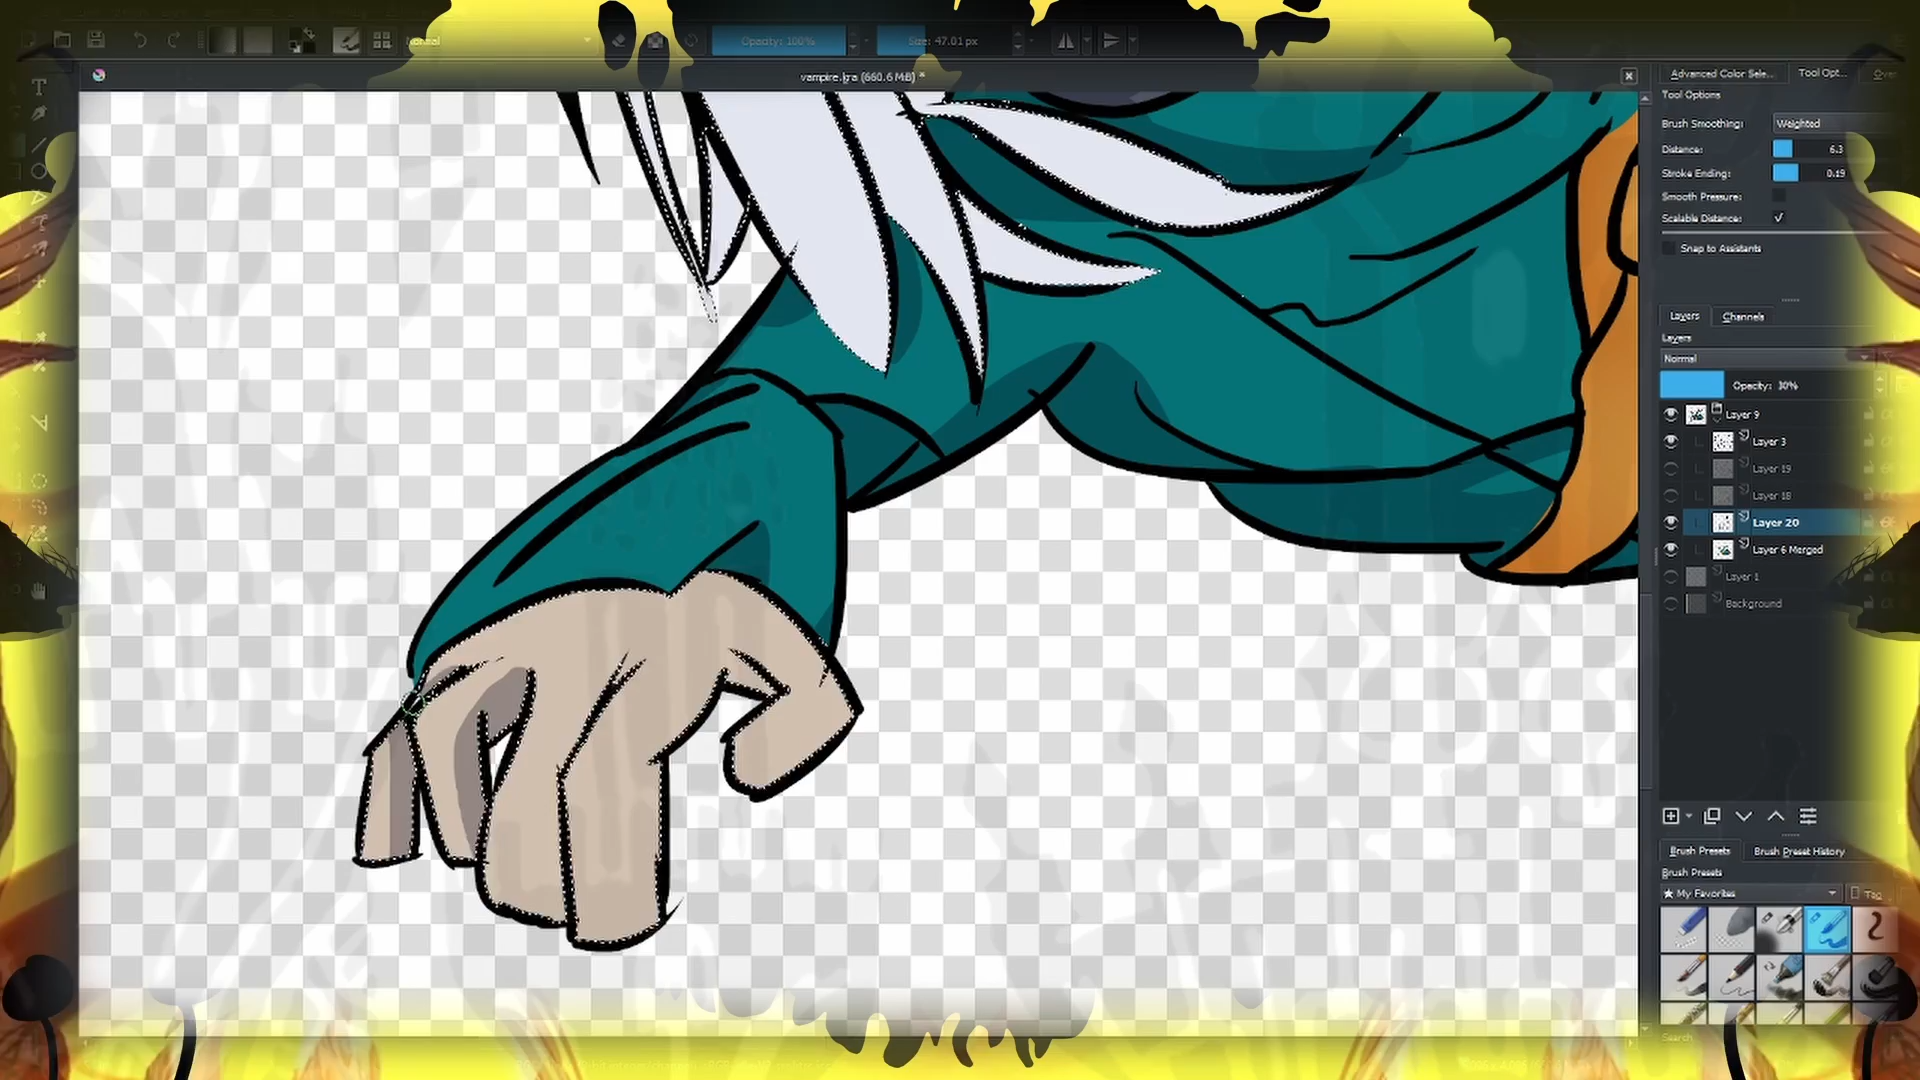 Normal
Opacity: 100%
Size: 47.01 px
vampire.kra (660.6 MiB) *
Advanced Color Sele...
Tool Opt...
Over
Tool Options
Brush Smoothing:
Weighted
Distance:
6.3
Stroke Ending:
0.19
Smooth Pressure:
Scalable Distance:
Snap to Assistants
Layers
Channels
Layers
Normal
Opacity: 30%
Layer 9
Layer 3
Layer 19
Layer 18
Layer 20
Layer 6 Merged
Layer 1
Background
Brush Presets
Brush Preset History
Brush Presets
★ My Favorites
Tag
Search